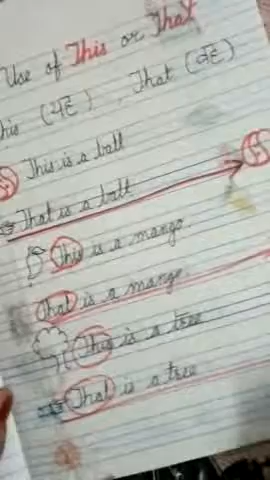 Use of This or That
his (यह), That (वह)
This is a ball
That is a ball
This is a mango.
That is a mango.
This is a tree
That is a tree